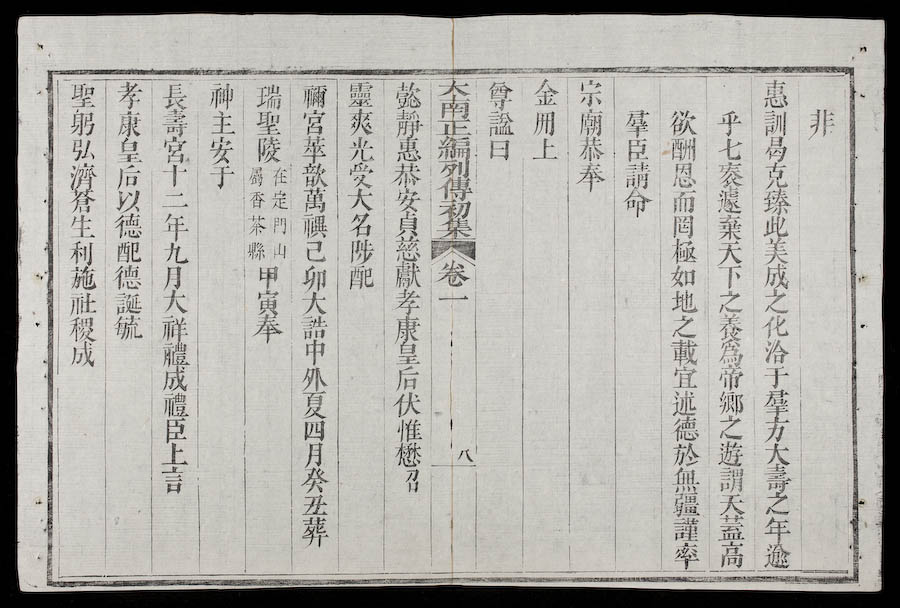 非
惠訓曷克臻此美成之化洽于羣方大壽之年逾
乎七袠遽棄天下之養爲帝鄉之遊謂天蓋高
欲酬恩而罔極如地之載宜述德於無疆謹率
羣臣請命
宗廟恭奉
金冊上
尊謚曰
大南正編列傳初集 卷一 八
懿靜惠恭安貞慈獻孝康皇后伏惟懋昭
靈爽光受大名陟配
禰宮萃歆萬禩己卯大誥中外夏四月癸丑葬
瑞聖陵在定門山屬香茶縣甲寅奉
神主安于
長壽宮十二年九月大祥禮成禮臣上言
孝康皇后以德配德誕毓
聖躬弘濟蒼生利施社稷成